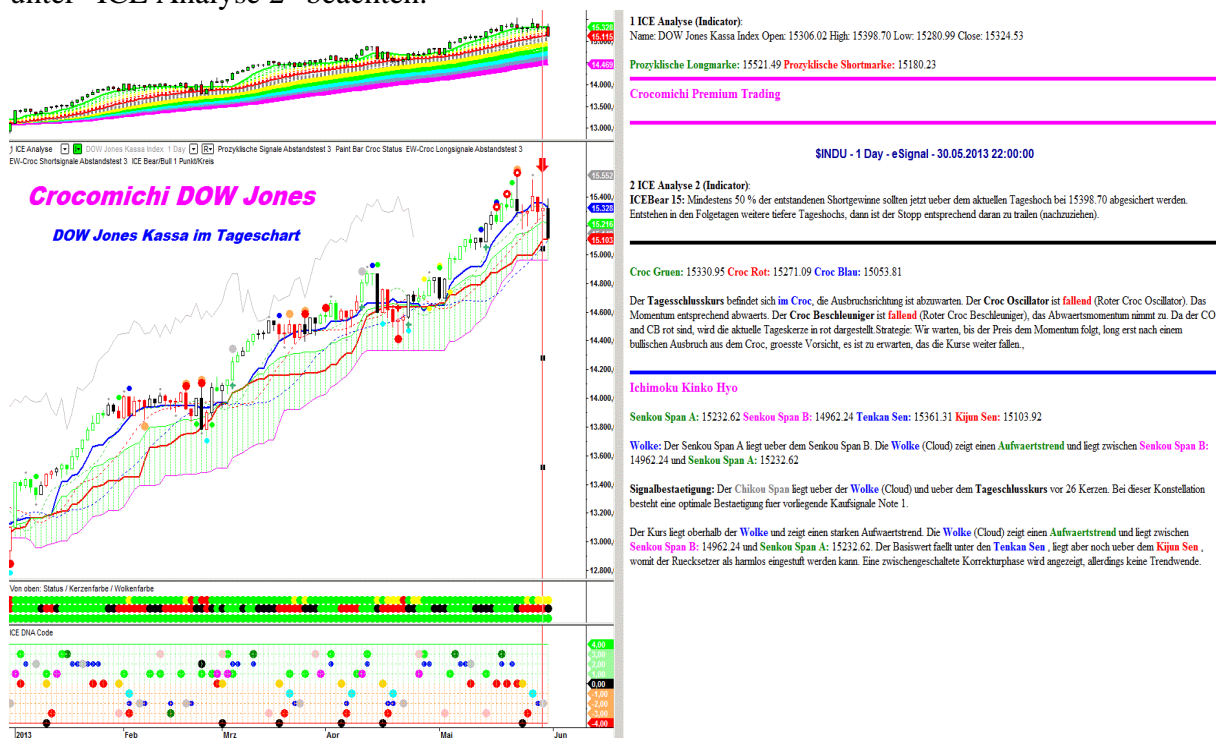 unter "ICE Analyse 2" beachten.
15.328
15.115
15.000,
14.469
14.000,
13.500,
13.000,
) ICE Analyse DOW Jones Kassa Index 1 Day R Prozyklische Signale Abstandstest 3 Paint Bar Croc Status EW-Croc Longsignale Abstandstest 3
EW-Croc Shortsignale Abstandstest 3 ICE Bear/Bull 1 Punkt/Kreis
15.552
15.400,
15.328
15.216
15.103
15.000,
14.800,
14.600,
14.400,
14.200,
14.000,
13.800,
13.600,
13.400,
13.200,
13.000,
12.800,
Crocomichi DOW Jones
DOW Jones Kassa im Tageschart
Von oben: Status / Kerzenfarbe / Wolkenfarbe
ICE DNA Code
4,00
3,00
2,00
1,00
0,00
-1,00
-2,00
-3,00
-4,00
2013 Feb Mrz Apr Mai Jun
1 ICE Analyse (Indicator):
Name: DOW Jones Kassa Index Open: 15306.02 High: 15398.70 Low: 15280.99 Close: 15324.53
Prozyklische Longmarke: 15521.49 Prozyklische Shortmarke: 15180.23
Crocomichi Premium Trading
$INDU - 1 Day - eSignal - 30.05.2013 22:00:00
2 ICE Analyse 2 (Indicator):
ICEBear 15: Mindestens 50 % der entstandenen Shortgewinne sollten jetzt ueber dem aktuellen Tageshoch bei 15398.70 abgesichert werden.
Entstehen in den Folgetagen weitere tiefere Tageshochs, dann ist der Stopp entsprechend daran zu trailen (nachzuziehen).
Croc Gruen: 15330.95 Croc Rot: 15271.09 Croc Blau: 15053.81
Der Tagesschlusskurs befindet sich im Croc, die Ausbruchsrichtung ist abzuwarten. Der Croc Oscillator ist fallend (Roter Croc Oscillator). Das
Momentum entsprechend abwaerts. Der Croc Beschleuniger ist fallend (Roter Croc Beschleuniger), das Abwaertsmomentum nimmt zu. Da der CO
and CB rot sind, wird die aktuelle Tageskerze in rot dargestellt.Strategie: Wir warten, bis der Preis dem Momentum folgt, long erst nach einem
bullischen Ausbruch aus dem Croc, groesste Vorsicht, es ist zu erwarten, das die Kurse weiter fallen.,
Ichimoku Kinko Hyo
Senkou Span A: 15232.62 Senkou Span B: 14962.24 Tenkan Sen: 15361.31 Kijun Sen: 15103.92
Wolke: Der Senkou Span A liegt ueber dem Senkou Span B. Die Wolke (Cloud) zeigt einen Aufwaertstrend und liegt zwischen Senkou Span B:
14962.24 und Senkou Span A: 15232.62
Signalbestaetigung: Der Chikou Span liegt ueber der Wolke (Cloud) und ueber dem Tageschlusskurs vor 26 Kerzen. Bei dieser Konstellation
besteht eine optimale Bestaetigung fuer vorliegende Kaufsignale Note 1.
Der Kurs liegt oberhalb der Wolke und zeigt einen starken Aufwaertstrend. Die Wolke (Cloud) zeigt einen Aufwaertstrend und liegt zwischen
Senkou Span B: 14962.24 und Senkou Span A: 15232.62. Der Basiswert faellt unter den Tenkan Sen , liegt aber noch ueber dem Kijun Sen ,
womit der Ruecksetzer als harmlos eingestuft werden kann. Eine zwischengeschaltete Korrekturphase wird angezeigt, allerdings keine Trendwende.